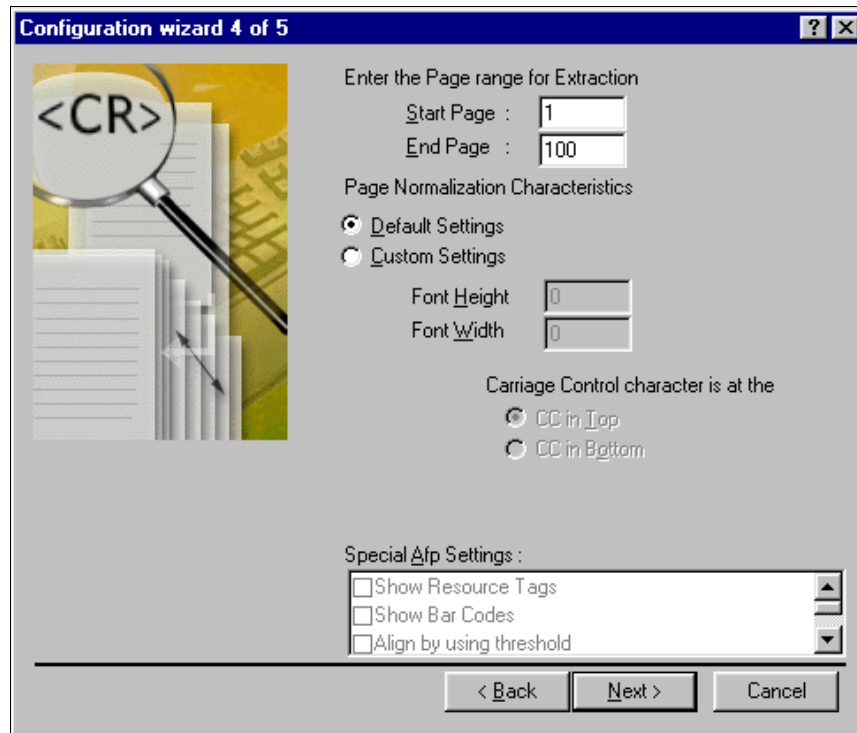 Configuration wizard 4 of 5
<CR>
Enter the Page range for Extraction
Start Page : 1
End Page : 100
Page Normalization Characteristics
Default Settings
Custom Settings
Font Height 0
Font Width 0
Carriage Control character is at the
CC in Top
CC in Bottom
Special Afp Settings :
Show Resource Tags
Show Bar Codes
Align by using threshold
< Back Next > Cancel